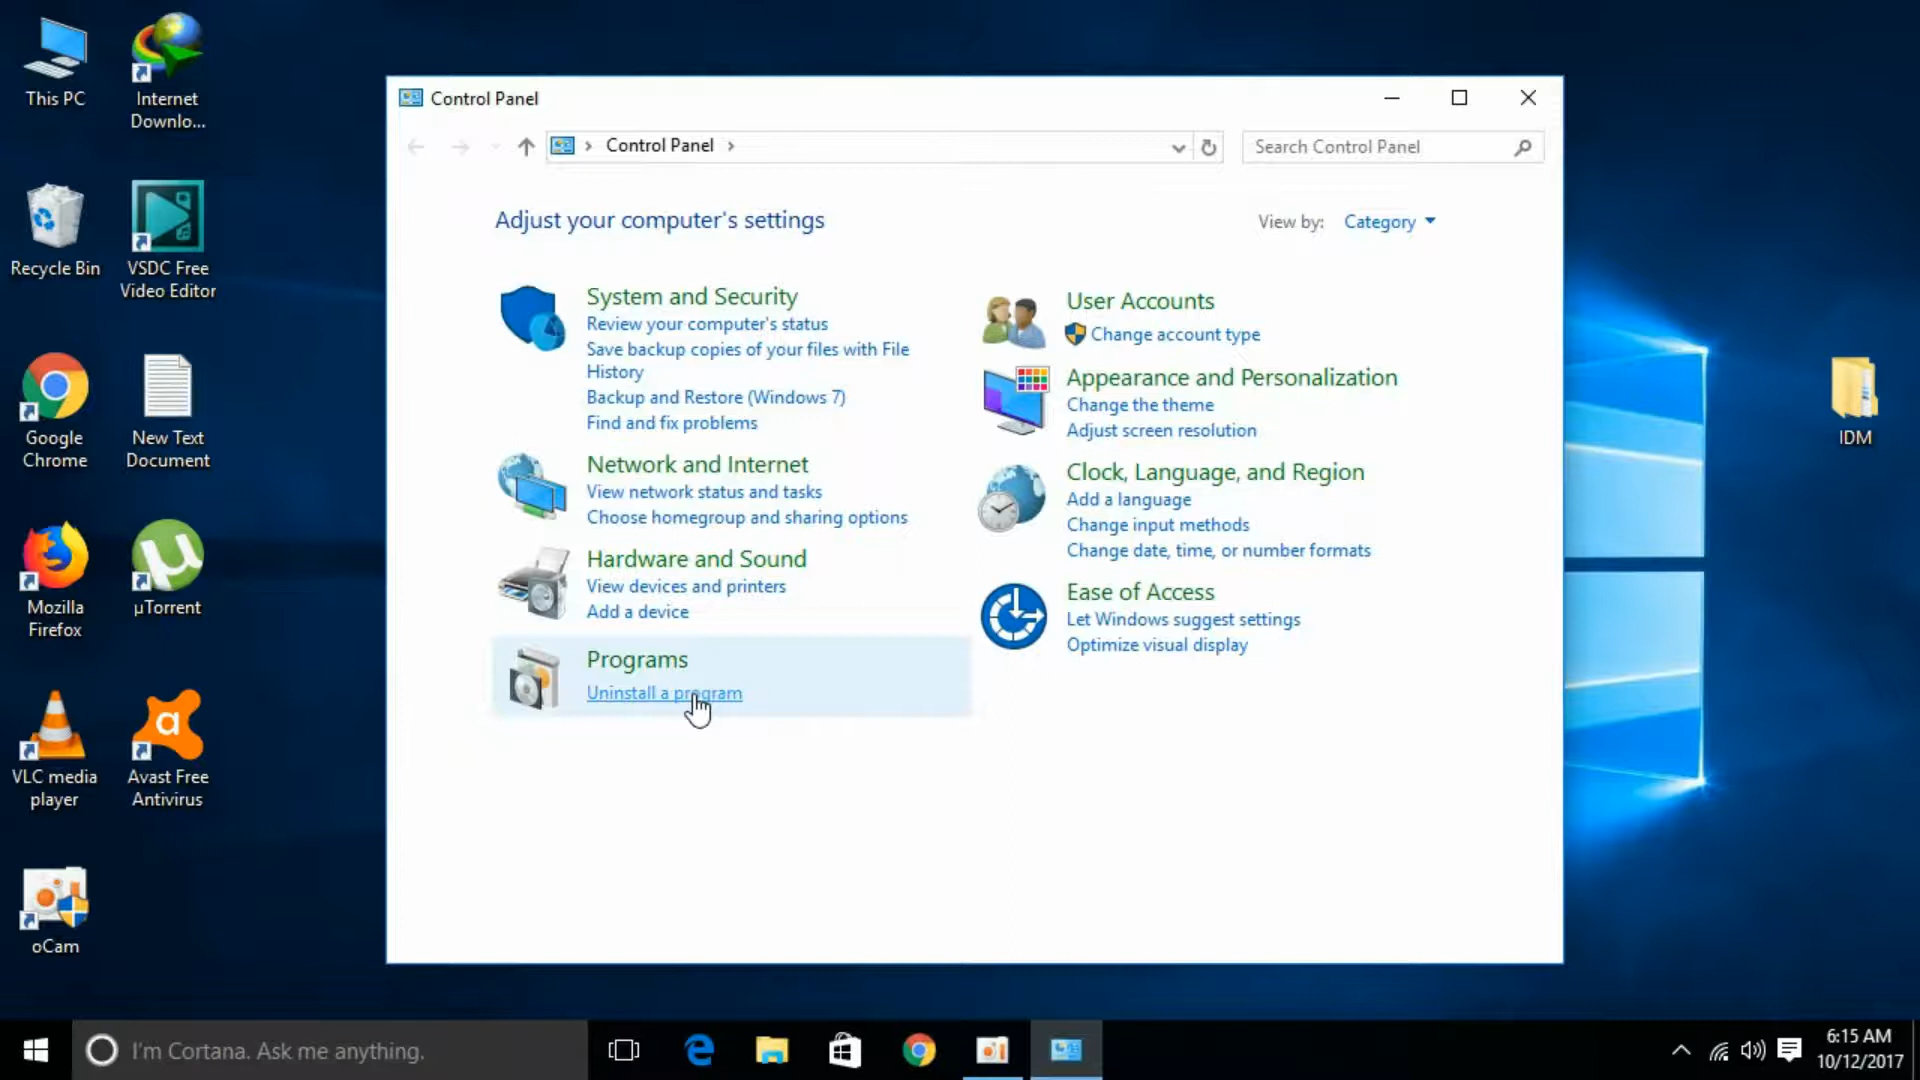 This PC
Internet
Downlo...
Recycle Bin
VSDC Free
Video Editor
Google
Chrome
New Text
Document
Mozilla
Firefox
µTorrent
VLC media
player
Avast Free
Antivirus
oCam
Control Panel
Control Panel
Search Control Panel
Adjust your computer's settings
View by: Category
System and Security
Review your computer's status
Save backup copies of your files with File
History
Backup and Restore (Windows 7)
Find and fix problems
Network and Internet
View network status and tasks
Choose homegroup and sharing options
Hardware and Sound
View devices and printers
Add a device
Programs
Uninstall a program
User Accounts
Change account type
Appearance and Personalization
Change the theme
Adjust screen resolution
Clock, Language, and Region
Add a language
Change input methods
Change date, time, or number formats
Ease of Access
Let Windows suggest settings
Optimize visual display
IDM
I'm Cortana. Ask me anything.
6:15 AM
10/12/2017